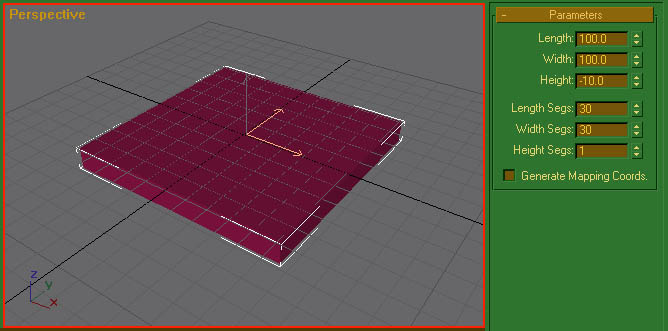 Perspective
- Parameters
Length: 100.0
Width: 100.0
Height: -10.0
Length Segs: 30
Width Segs: 30
Height Segs: 1
Generate Mapping Coords.
z
y
x